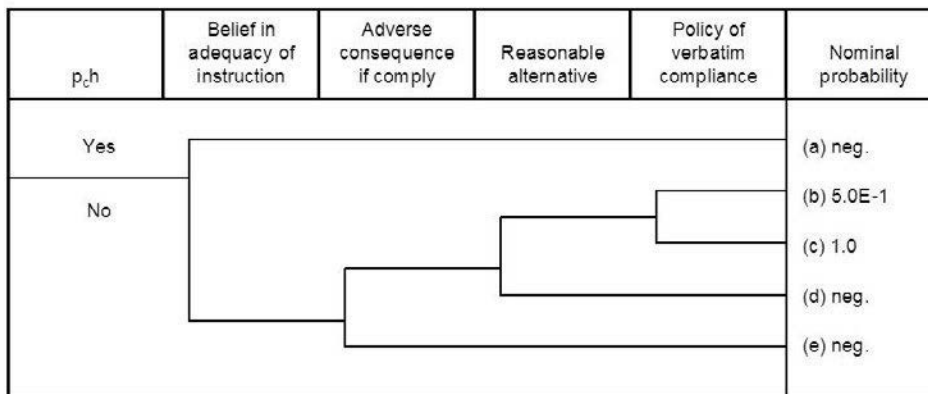 p_ch
Belief in
adequacy of
instruction
Adverse
consequence
if comply
Reasonable
alternative
Policy of
verbatim
compliance
Nominal
probability
Yes
No
(a) neg.
(b) 5.0E-1
(c) 1.0
(d) neg.
(e) neg.